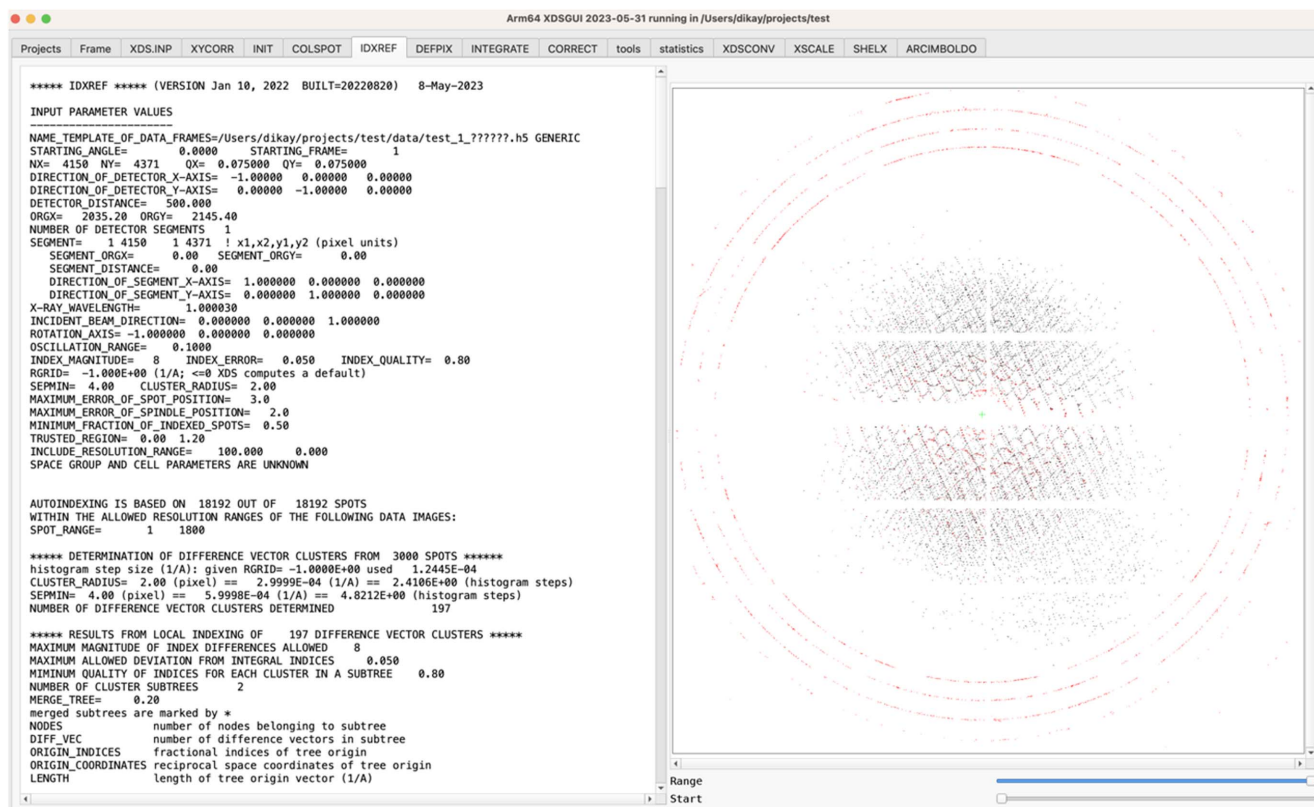 Arm64 XDSGUI 2023-05-31 running in /Users/dikay/projects/test
Projects Frame XDS.INP XYCORR INIT COLSPOT IDXREF DEFPIX INTEGRATE CORRECT tools statistics XDSCONV XSCALE SHELX ARCIMBOLDO
***** IDXREF ***** (VERSION Jan 10, 2022 BUILT=20220820) 8-May-2023
INPUT PARAMETER VALUES
----------------------
NAME_TEMPLATE_OF_DATA_FRAMES=/Users/dikay/projects/test/data/test_1_??????.h5 GENERIC
STARTING_ANGLE= 0.0000 STARTING_FRAME= 1
NX= 4150 NY= 4371 QX= 0.075000 QY= 0.075000
DIRECTION_OF_DETECTOR_X-AXIS= -1.00000 0.00000 0.00000
DIRECTION_OF_DETECTOR_Y-AXIS= 0.00000 -1.00000 0.00000
DETECTOR_DISTANCE= 500.000
ORGX= 2035.20 ORGY= 2145.40
NUMBER OF DETECTOR SEGMENTS 1
SEGMENT= 1 4150 1 4371 ! x1,x2,y1,y2 (pixel units)
SEGMENT_ORGX= 0.00 SEGMENT_ORGY= 0.00
SEGMENT_DISTANCE= 0.00
DIRECTION_OF_SEGMENT_X-AXIS= 1.000000 0.000000 0.000000
DIRECTION_OF_SEGMENT_Y-AXIS= 0.000000 1.000000 0.000000
X-RAY_WAVELENGTH= 1.000030
INCIDENT_BEAM_DIRECTION= 0.000000 0.000000 1.000000
ROTATION_AXIS= -1.000000 0.000000 0.000000
OSCILLATION_RANGE= 0.1000
INDEX_MAGNITUDE= 8 INDEX_ERROR= 0.050 INDEX_QUALITY= 0.80
RGRID= -1.000E+00 (1/A; <=0 XDS computes a default)
SEPMIN= 4.00 CLUSTER_RADIUS= 2.00
MAXIMUM_ERROR_OF_SPOT_POSITION= 3.0
MAXIMUM_ERROR_OF_SPINDLE_POSITION= 2.0
MINIMUM_FRACTION_OF_INDEXED_SPOTS= 0.50
TRUSTED_REGION= 0.00 1.20
INCLUDE_RESOLUTION_RANGE= 100.000 0.000
SPACE GROUP AND CELL PARAMETERS ARE UNKNOWN
AUTOINDEXING IS BASED ON 18192 OUT OF 18192 SPOTS
WITHIN THE ALLOWED RESOLUTION RANGES OF THE FOLLOWING DATA IMAGES:
SPOT_RANGE= 1 1800
***** DETERMINATION OF DIFFERENCE VECTOR CLUSTERS FROM 3000 SPOTS ******
histogram step size (1/A): given RGRID= -1.0000E+00 used 1.2445E-04
CLUSTER_RADIUS= 2.00 (pixel) == 2.9999E-04 (1/A) == 2.4106E+00 (histogram steps)
SEPMIN= 4.00 (pixel) == 5.9998E-04 (1/A) == 4.8212E+00 (histogram steps)
NUMBER OF DIFFERENCE VECTOR CLUSTERS DETERMINED 197
***** RESULTS FROM LOCAL INDEXING OF 197 DIFFERENCE VECTOR CLUSTERS *****
MAXIMUM MAGNITUDE OF INDEX DIFFERENCES ALLOWED 8
MAXIMUM ALLOWED DEVIATION FROM INTEGRAL INDICES 0.050
MIMINUM QUALITY OF INDICES FOR EACH CLUSTER IN A SUBTREE 0.80
NUMBER OF CLUSTER SUBTREES 2
MERGE_TREE= 0.20
merged subtrees are marked by *
NODES number of nodes belonging to subtree
DIFF_VEC number of difference vectors in subtree
ORIGIN_INDICES fractional indices of tree origin
ORIGIN_COORDINATES reciprocal space coordinates of tree origin
LENGTH length of tree origin vector (1/A)
Range
Start